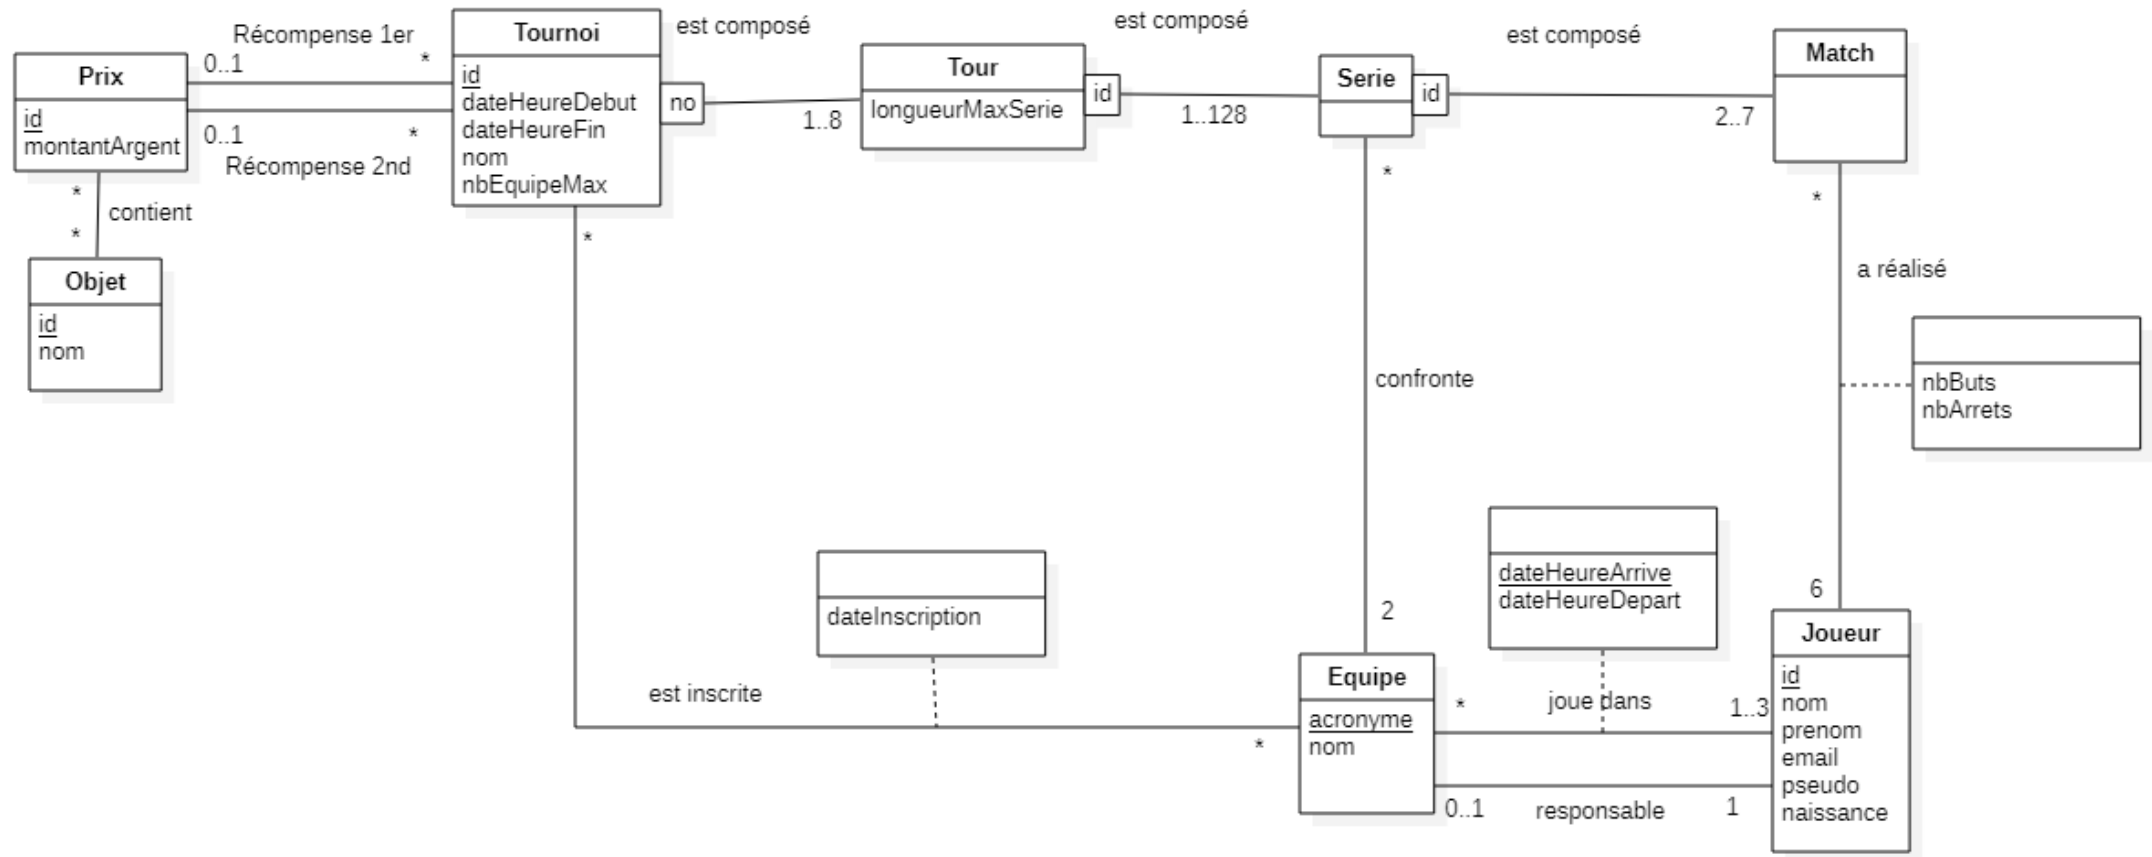 Prix
id
montantArgent
0..1
Récompense 1er
*
0..1
*
Récompense 2nd
*
contient
*
Objet
id
nom
Tournoi
id
dateHeureDebut
dateHeureFin
nom
nbEquipeMax
no
est composé
1..8
Tour
longueurMaxSerie
id
est composé
1..128
Serie
id
est composé
2..7
Match
*
a réalisé
nbButs
nbArrets
6
*
confronte
2
*
est inscrite
dateInscription
*
Equipe
acronyme
nom
dateHeureArrive
dateHeureDepart
*
joue dans
1..3
0..1
responsable
1
Joueur
id
nom
prenom
email
pseudo
naissance